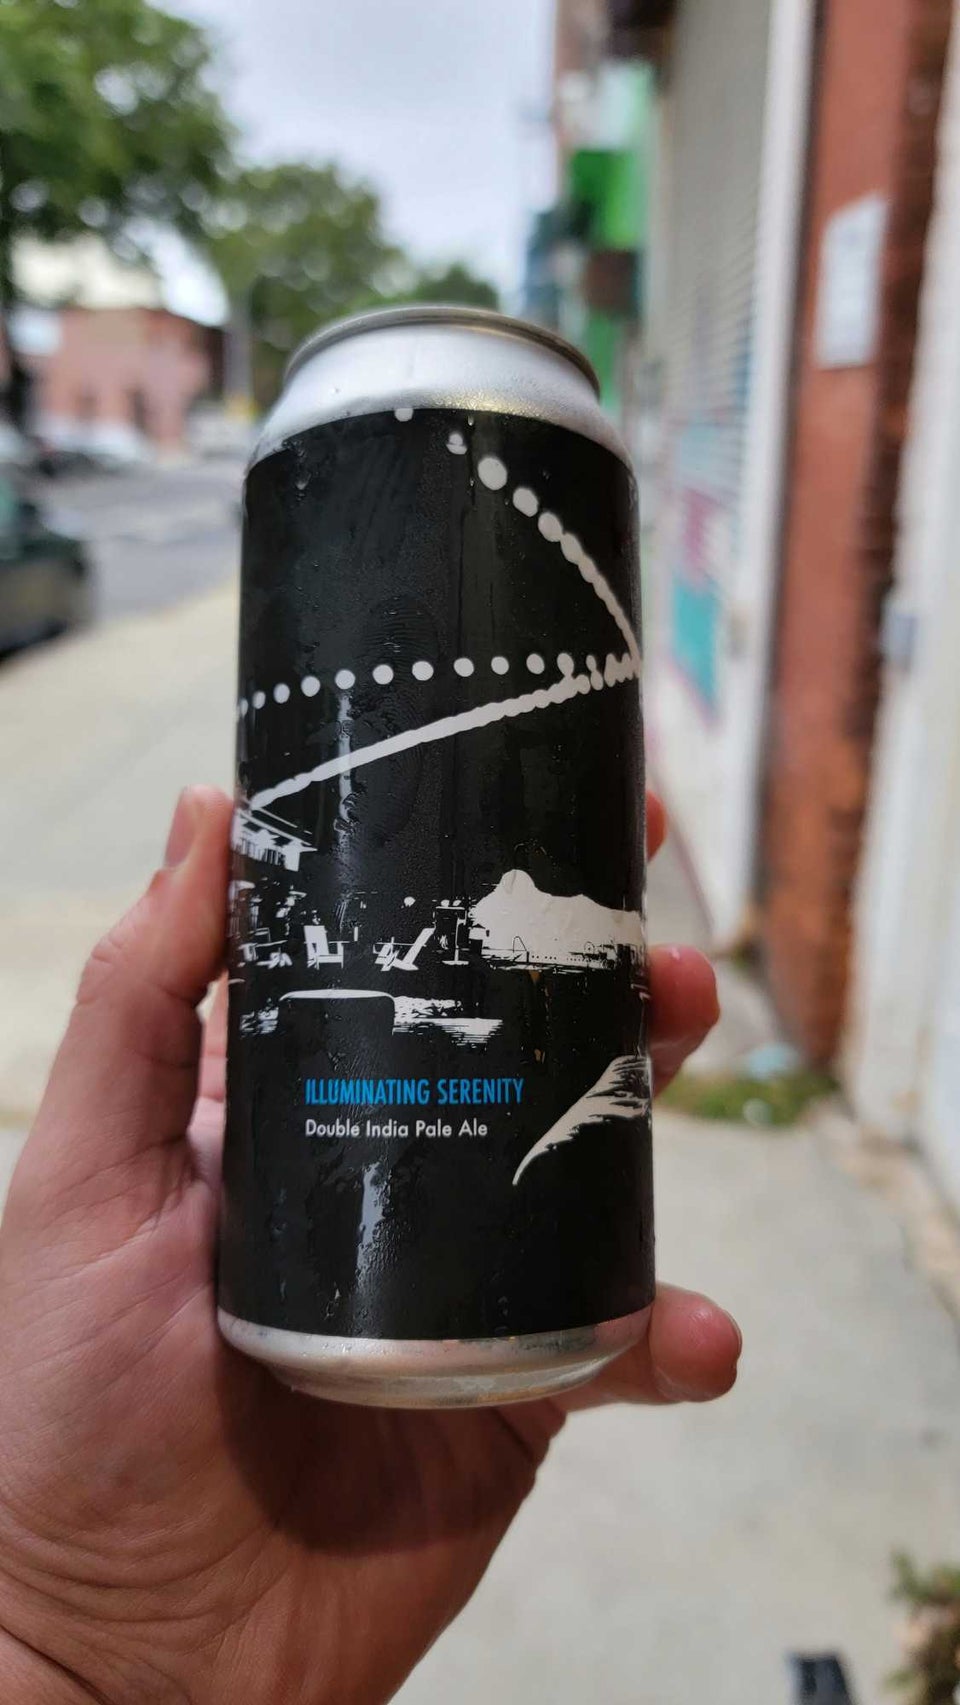 ILLUMINATING SERENITY
Double India Pale Ale